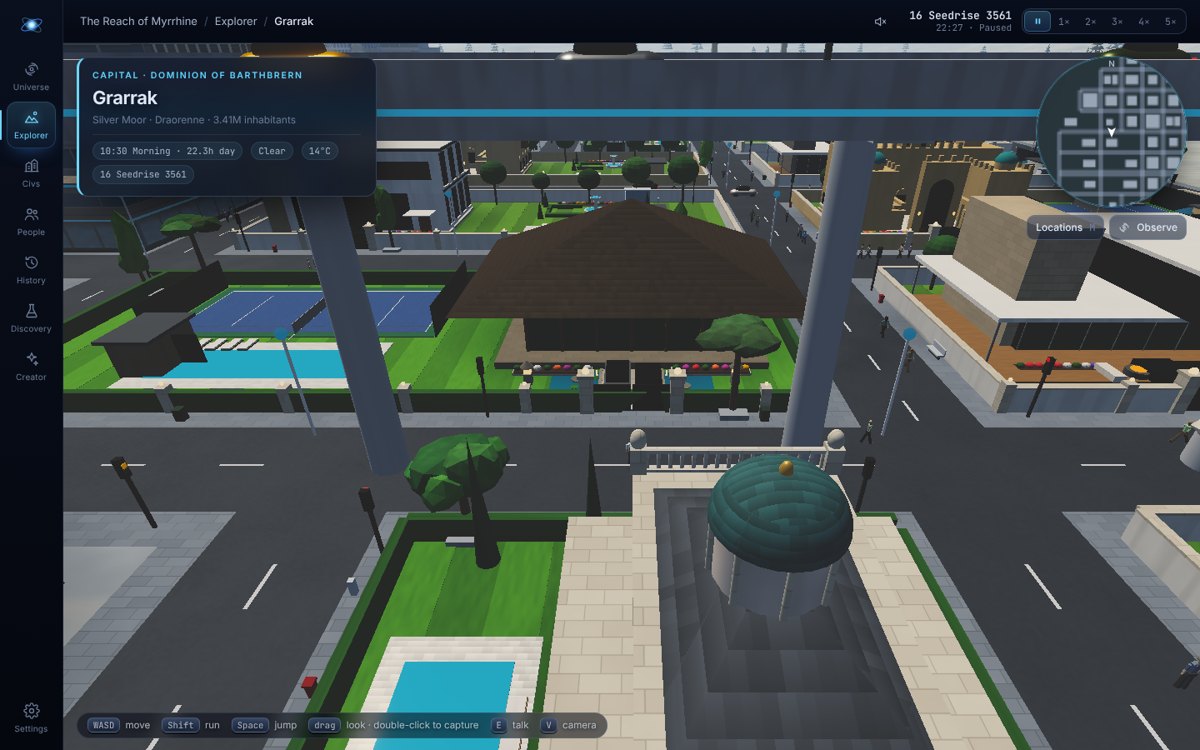 The Reach of Myrrhine / Explorer / Grarrak
16 Seedrise 3561
22:27 · Paused
1× 2× 3× 4× 5×
Universe
Explorer
Civs
People
History
Discovery
Creator
Settings
CAPITAL · DOMINION OF BARTHBRERN
Grarrak
Silver Moor · Draorenne · 3.41M inhabitants
10:30 Morning · 22.3h day
Clear
14°C
16 Seedrise 3561
N
Locations
Observe
WASD move Shift run Space jump drag look · double-click to capture E talk V camera